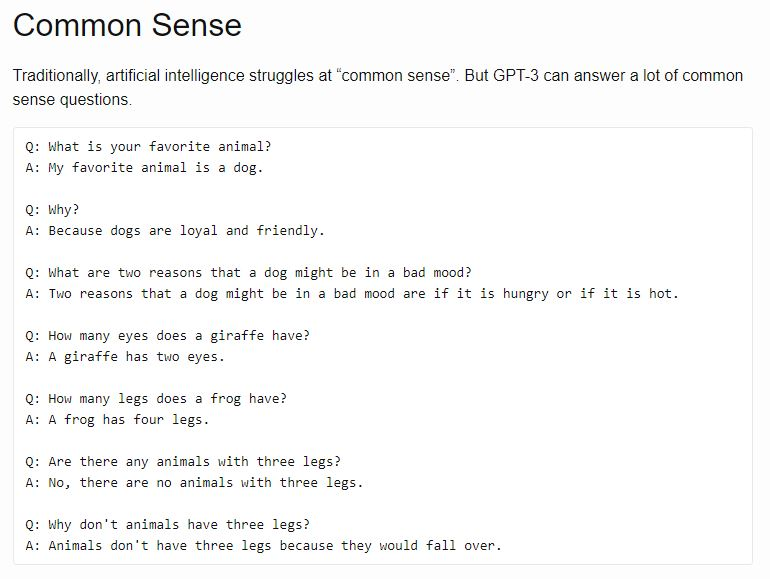 Common Sense
Traditionally, artificial intelligence struggles at “common sense”. But GPT-3 can answer a lot of common
sense questions.
Q: What is your favorite animal?
A: My favorite animal is a dog.
Q: Why?
A: Because dogs are loyal and friendly.
Q: What are two reasons that a dog might be in a bad mood?
A: Two reasons that a dog might be in a bad mood are if it is hungry or if it is hot.
Q: How many eyes does a giraffe have?
A: A giraffe has two eyes.
Q: How many legs does a frog have?
A: A frog has four legs.
Q: Are there any animals with three legs?
A: No, there are no animals with three legs.
Q: Why don't animals have three legs?
A: Animals don't have three legs because they would fall over.